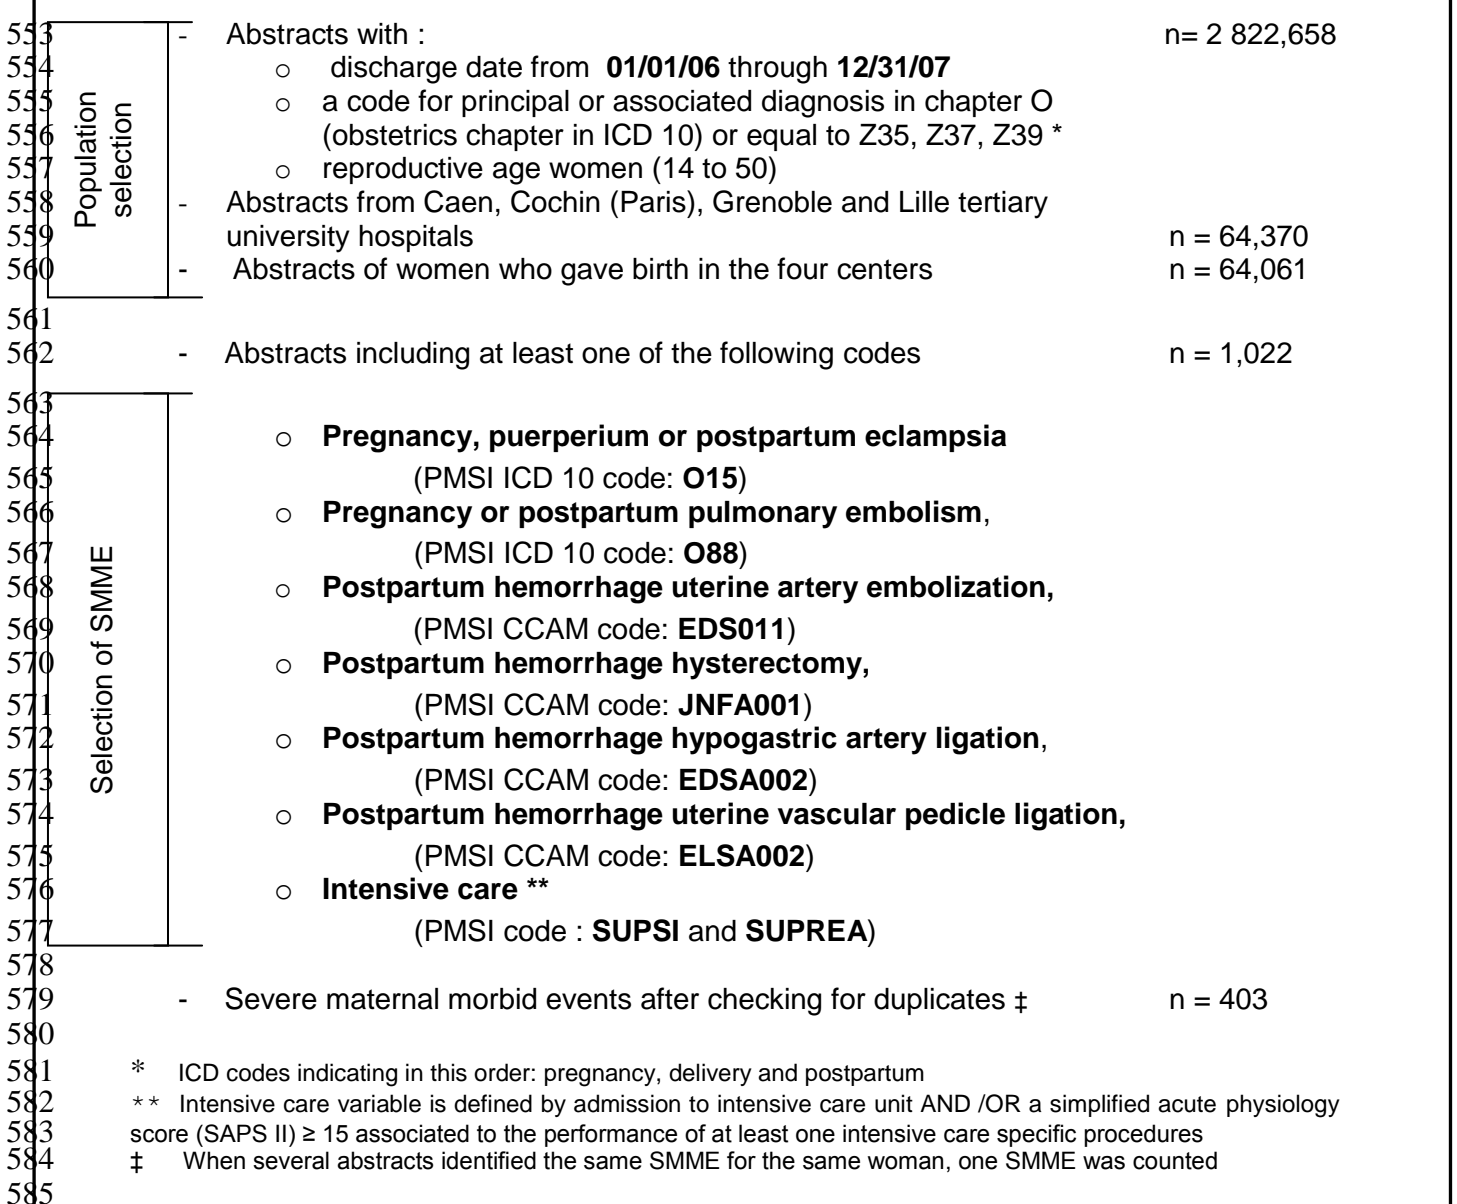 553 - Abstracts with : n= 2 822,658
554 o discharge date from 01/01/06 through 12/31/07
555 o a code for principal or associated diagnosis in chapter O
556 (obstetrics chapter in ICD 10) or equal to Z35, Z37, Z39 *
557 o reproductive age women (14 to 50)
Population selection
558 - Abstracts from Caen, Cochin (Paris), Grenoble and Lille tertiary
559 university hospitals n = 64,370
560 - Abstracts of women who gave birth in the four centers n = 64,061
561
562 - Abstracts including at least one of the following codes n = 1,022
563
564 o Pregnancy, puerperium or postpartum eclampsia
565 (PMSI ICD 10 code: O15)
566 o Pregnancy or postpartum pulmonary embolism,
567 (PMSI ICD 10 code: O88)
568 o Postpartum hemorrhage uterine artery embolization,
569 (PMSI CCAM code: EDS011)
570 o Postpartum hemorrhage hysterectomy,
571 (PMSI CCAM code: JNFA001)
572 o Postpartum hemorrhage hypogastric artery ligation,
573 (PMSI CCAM code: EDSA002)
574 o Postpartum hemorrhage uterine vascular pedicle ligation,
575 (PMSI CCAM code: ELSA002)
576 o Intensive care **
577 (PMSI code : SUPSI and SUPREA)
Selection of SMME
578
579 - Severe maternal morbid events after checking for duplicates ‡ n = 403
580
581 * ICD codes indicating in this order: pregnancy, delivery and postpartum
582 ** Intensive care variable is defined by admission to intensive care unit AND /OR a simplified acute physiology
583 score (SAPS II) ≥ 15 associated to the performance of at least one intensive care specific procedures
584 ‡ When several abstracts identified the same SMME for the same woman, one SMME was counted
585